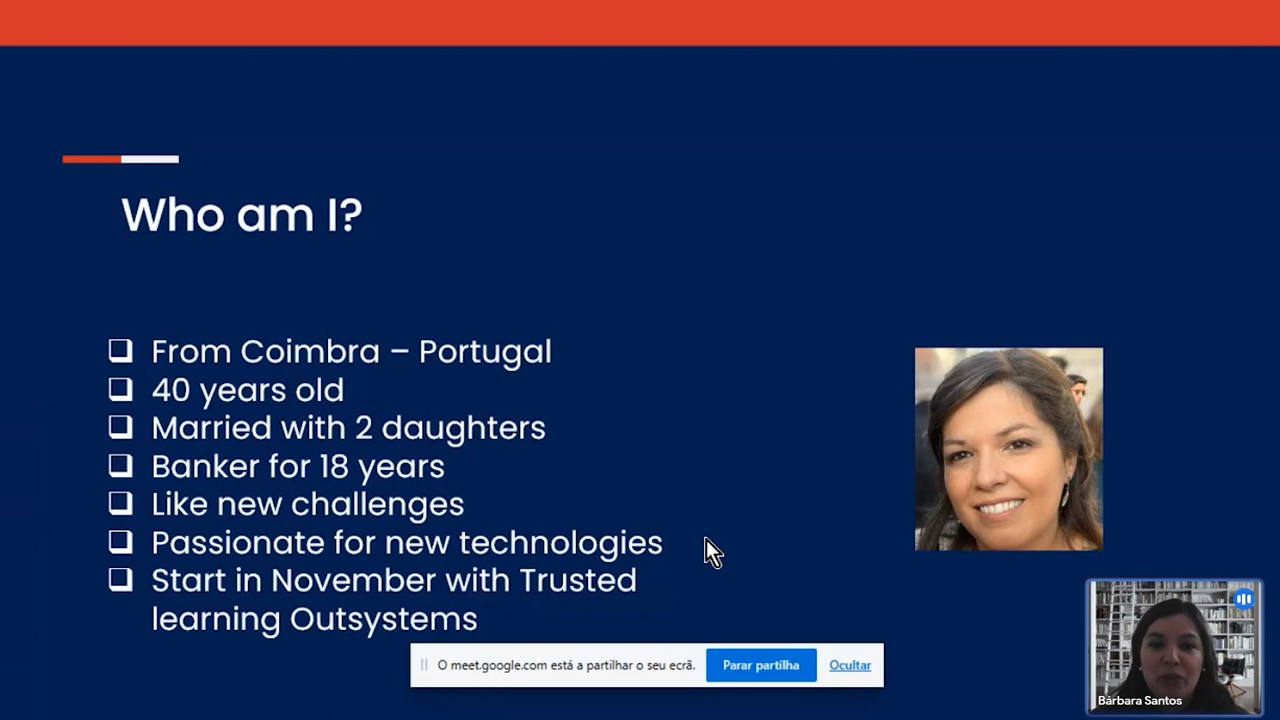 Who am I?
❑ From Coimbra – Portugal
❑ 40 years old
❑ Married with 2 daughters
❑ Banker for 18 years
❑ Like new challenges
❑ Passionate for new technologies
❑ Start in November with Trusted
learning Outsystems
O meet.google.com está a partilhar o seu ecrã. Parar partilha Ocultar
Bárbara Santos